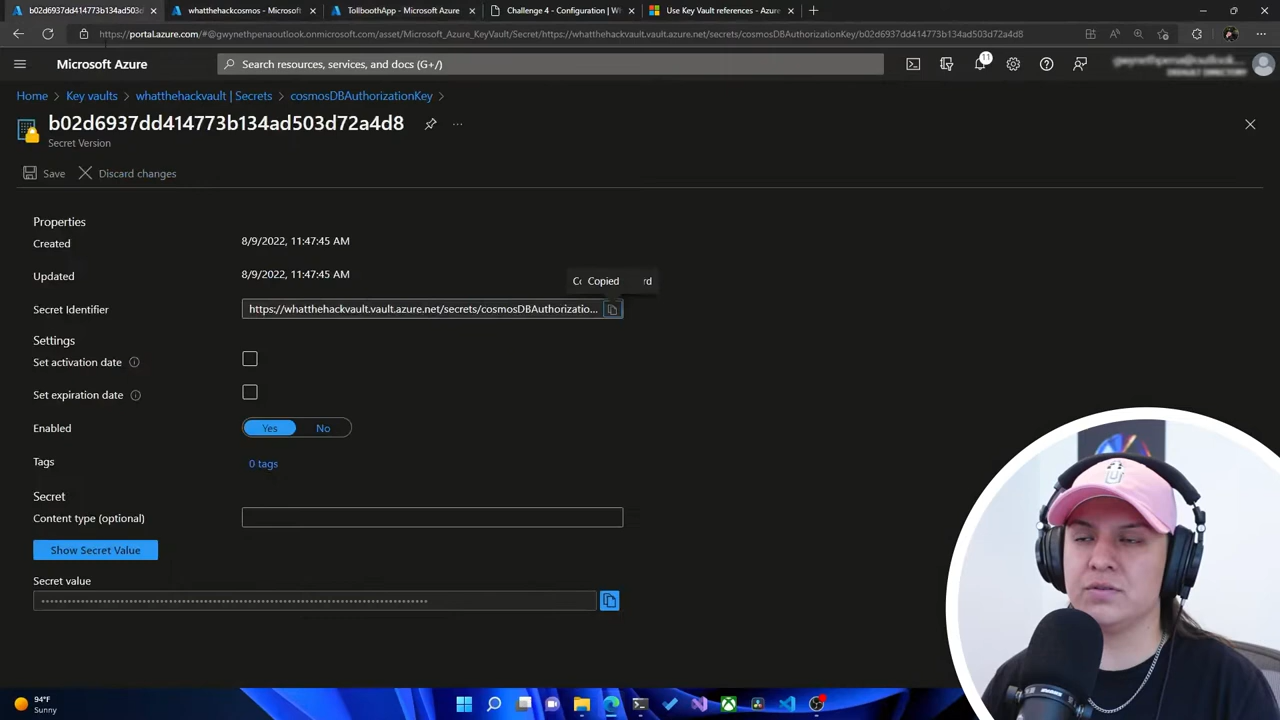 b02d6937dd414773b134ad503d
whatthehackcosmos - Microsoft
TollboothApp - Microsoft Azure
Challenge 4 - Configuration | W
Use Key Vault references - Azure
https://portal.azure.com/#@gwynethpenaoutlook.onmicrosoft.com/asset/Microsoft_Azure_KeyVault/Secret/https://whatthehackvault.vault.azure.net/secrets/cosmosDBAuthorizationKey/b02d6937dd414773b134ad503d72a4d8
Microsoft Azure
Search resources, services, and docs (G+/)
11
DEFAULT DIRECTORY
Home > Key vaults > whatthehackvault | Secrets > cosmosDBAuthorizationKey >
b02d6937dd414773b134ad503d72a4d8
Secret Version
Save
Discard changes
Properties
Created
8/9/2022, 11:47:45 AM
Updated
8/9/2022, 11:47:45 AM
Copied
rd
Secret Identifier
https://whatthehackvault.vault.azure.net/secrets/cosmosDBAuthorizatio...
Settings
Set activation date
Set expiration date
Enabled
Yes
No
Tags
0 tags
Secret
Content type (optional)
Show Secret Value
Secret value
94°F
Sunny